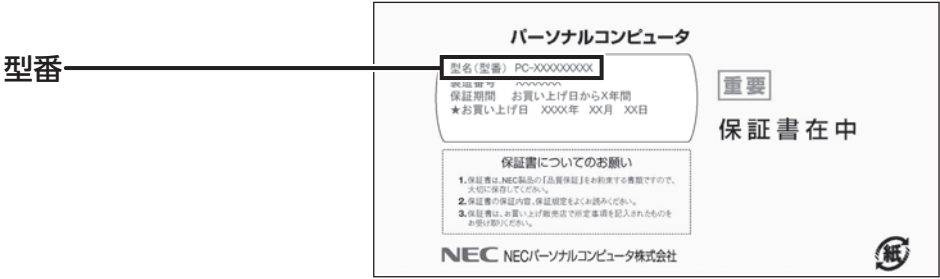 パーソナルコンピュータ
型番
型名(型番) PC-XXXXXXXXX
製造番号 XXXXXXX
保証期間 お買い上げ日からX年間
★お買い上げ日 XXXX年 XX月 XX日
重要
保証書在中
保証書についてのお願い
1.保証書は、NEC製品の「品質保証」をお約束する書類ですので、
大切に保存してください。
2.保証書の保証内容、保証規定をよくお読みください。
3.保証書は、お買い上げ販売店で所定事項を記入されたものを
お受け取りください。
NEC NECパーソナルコンピュータ株式会社
紙